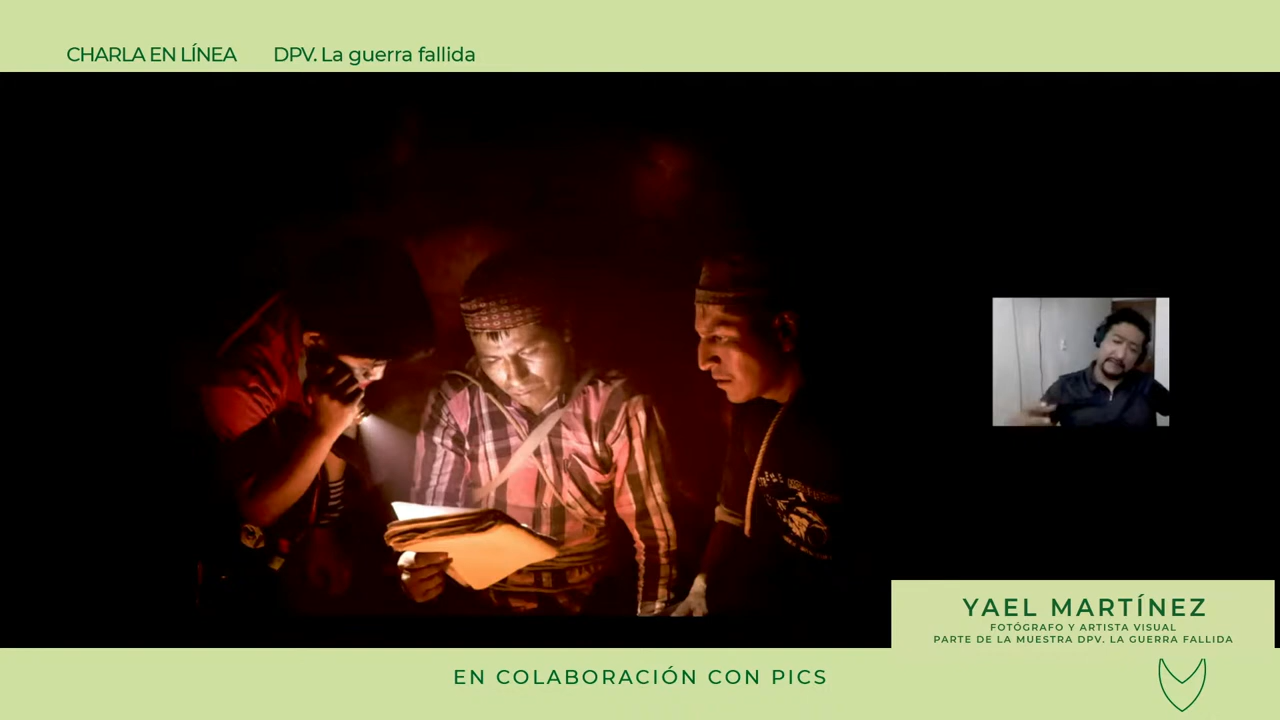 CHARLA EN LÍNEA DPV. La guerra fallida
YAEL MARTÍNEZ
FOTÓGRAFO Y ARTISTA VISUAL
PARTE DE LA MUESTRA DPV. LA GUERRA FALLIDA
EN COLABORACIÓN CON PICS